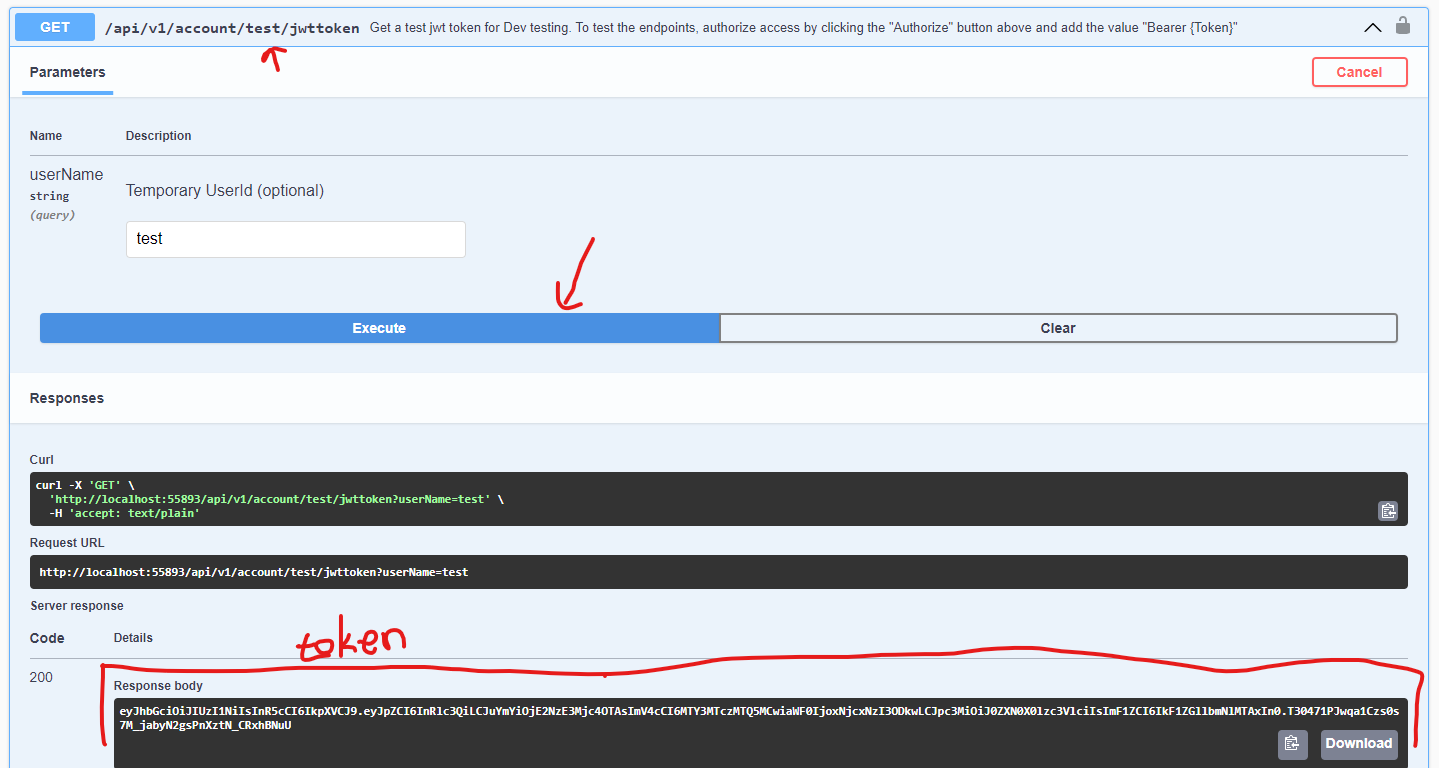 GET /api/v1/account/test/jwttoken Get a test jwt token for Dev testing. To test the endpoints, authorize access by clicking the "Authorize" button above and add the value "Bearer {Token}"
Parameters
Cancel
Name Description
userName
string
(query)
Temporary UserId (optional)
test
Execute Clear
Responses
Curl
curl -X 'GET' \
'http://localhost:55893/api/v1/account/test/jwttoken?userName=test' \
-H 'accept: text/plain'
Request URL
http://localhost:55893/api/v1/account/test/jwttoken?userName=test
Server response
Code Details
token
200
Response body
eyJhbGciOiJIUzI1NiIsInR5cCI6IkpXVCJ9.eyJpZCI6InRlc3QiLCJuYmYiOjE2NzE3Mjc4OTAsImV4cCI6MTY3MTczMTQ5MCwiaWF0IjoxNjcxNzI3ODkwLCJpc3MiOiJ0ZXN0X0lzc3VlciIsImF1ZCI6IkF1ZGllbmNlMTAxIn0.T30471PJwqa1Czs0s
7M_jabyN2gsPnXztN_CRxhBNuU
Download